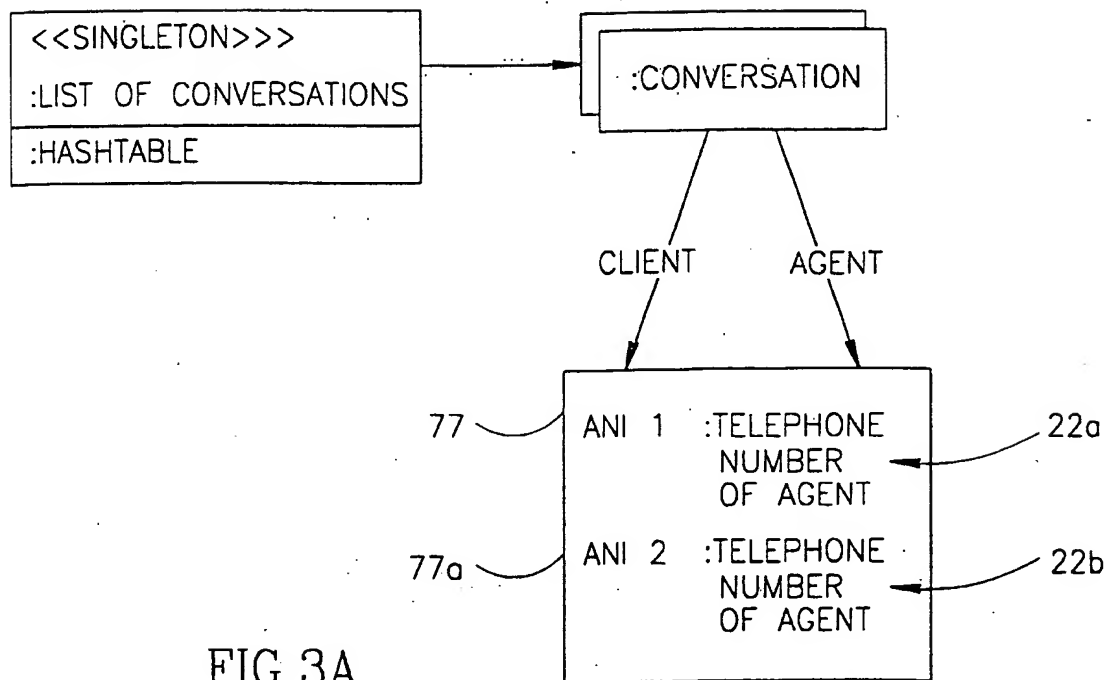 <<SINGLETON>>>
:LIST OF CONVERSATIONS
:HASHTABLE
:CONVERSATION
CLIENT
AGENT
77
ANI 1 :TELEPHONE
NUMBER
OF AGENT
22a
77a
ANI 2 :TELEPHONE
NUMBER
OF AGENT
22b
FIG.3A